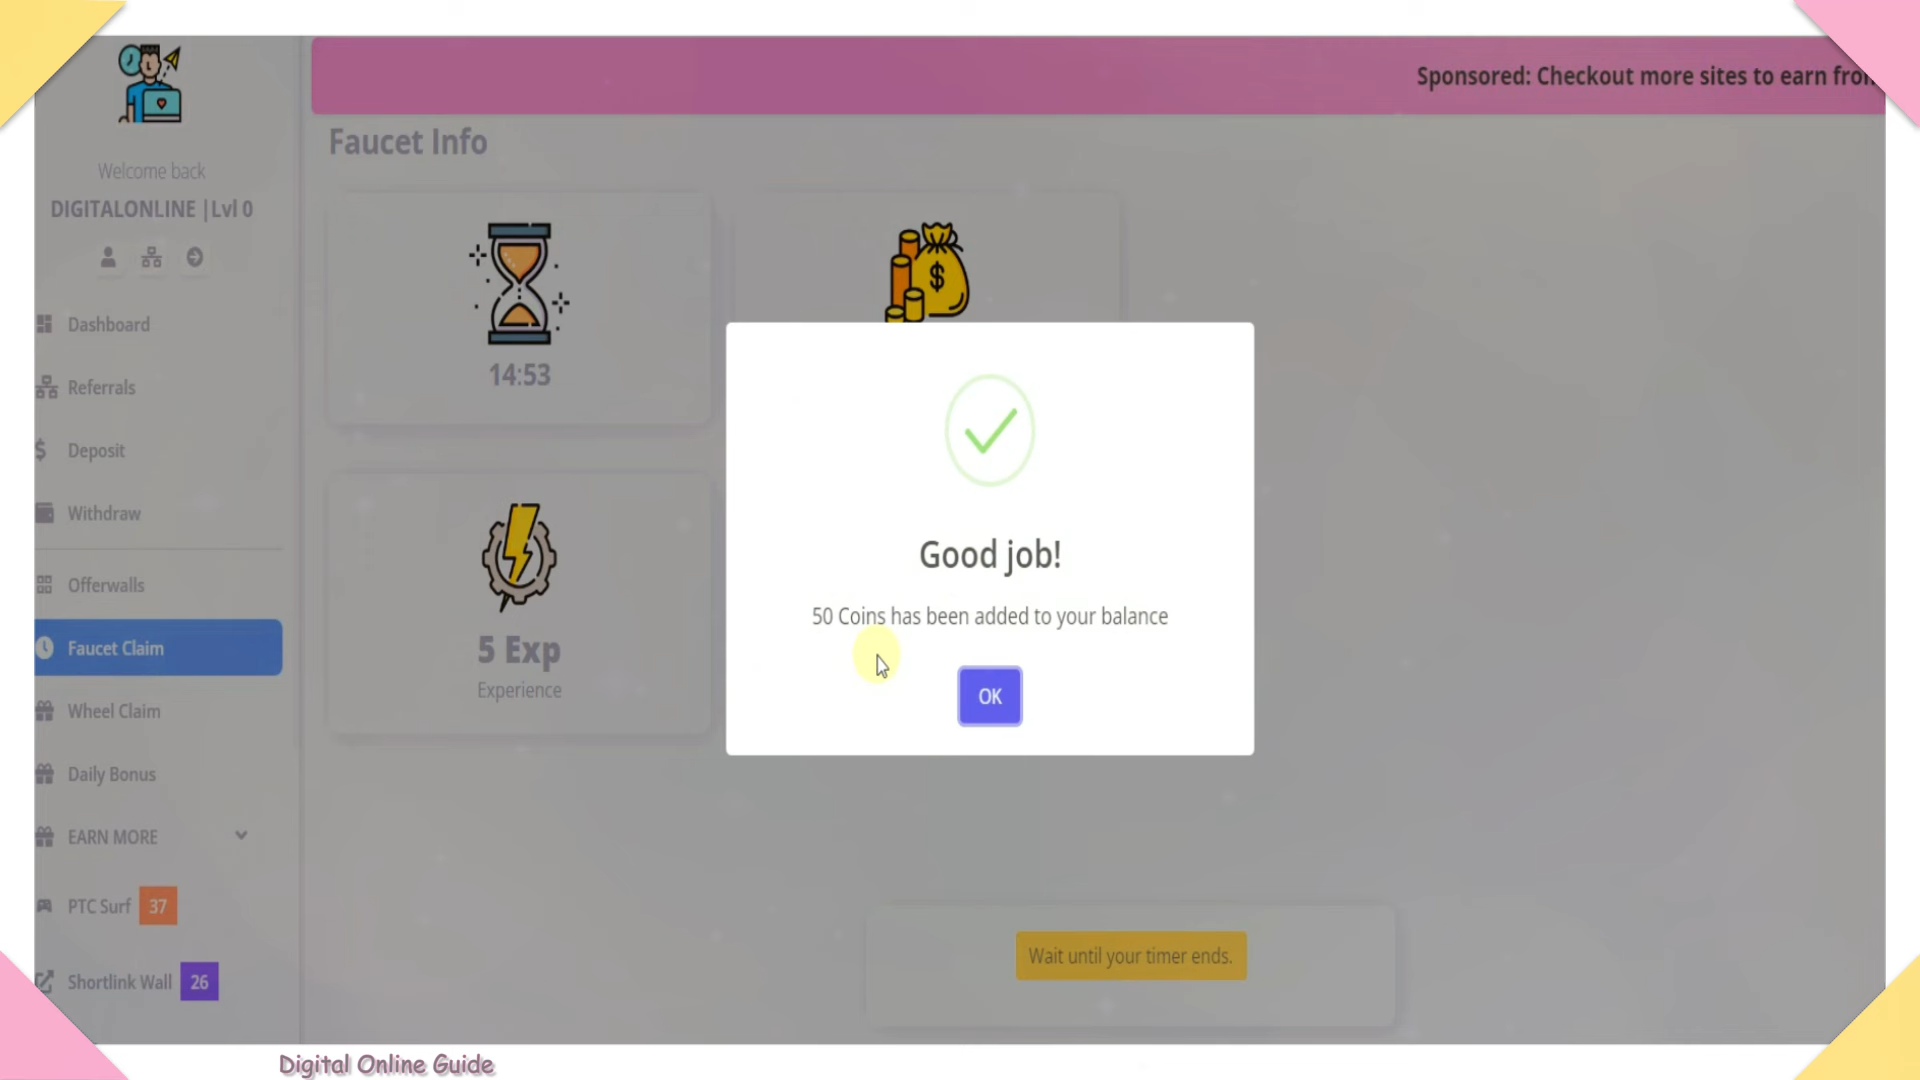 Sponsored: Checkout more sites to earn from
Welcome back
DIGITALONLINE |Lvl 0
Dashboard
Referrals
Deposit
Withdraw
Offerwalls
Faucet Claim
Wheel Claim
Daily Bonus
EARN MORE
PTC Surf 37
Shortlink Wall 26
Faucet Info
14:53
$
5 Exp
Experience
Good job!
50 Coins has been added to your balance
OK
Wait until your timer ends.
Digital Online Guide